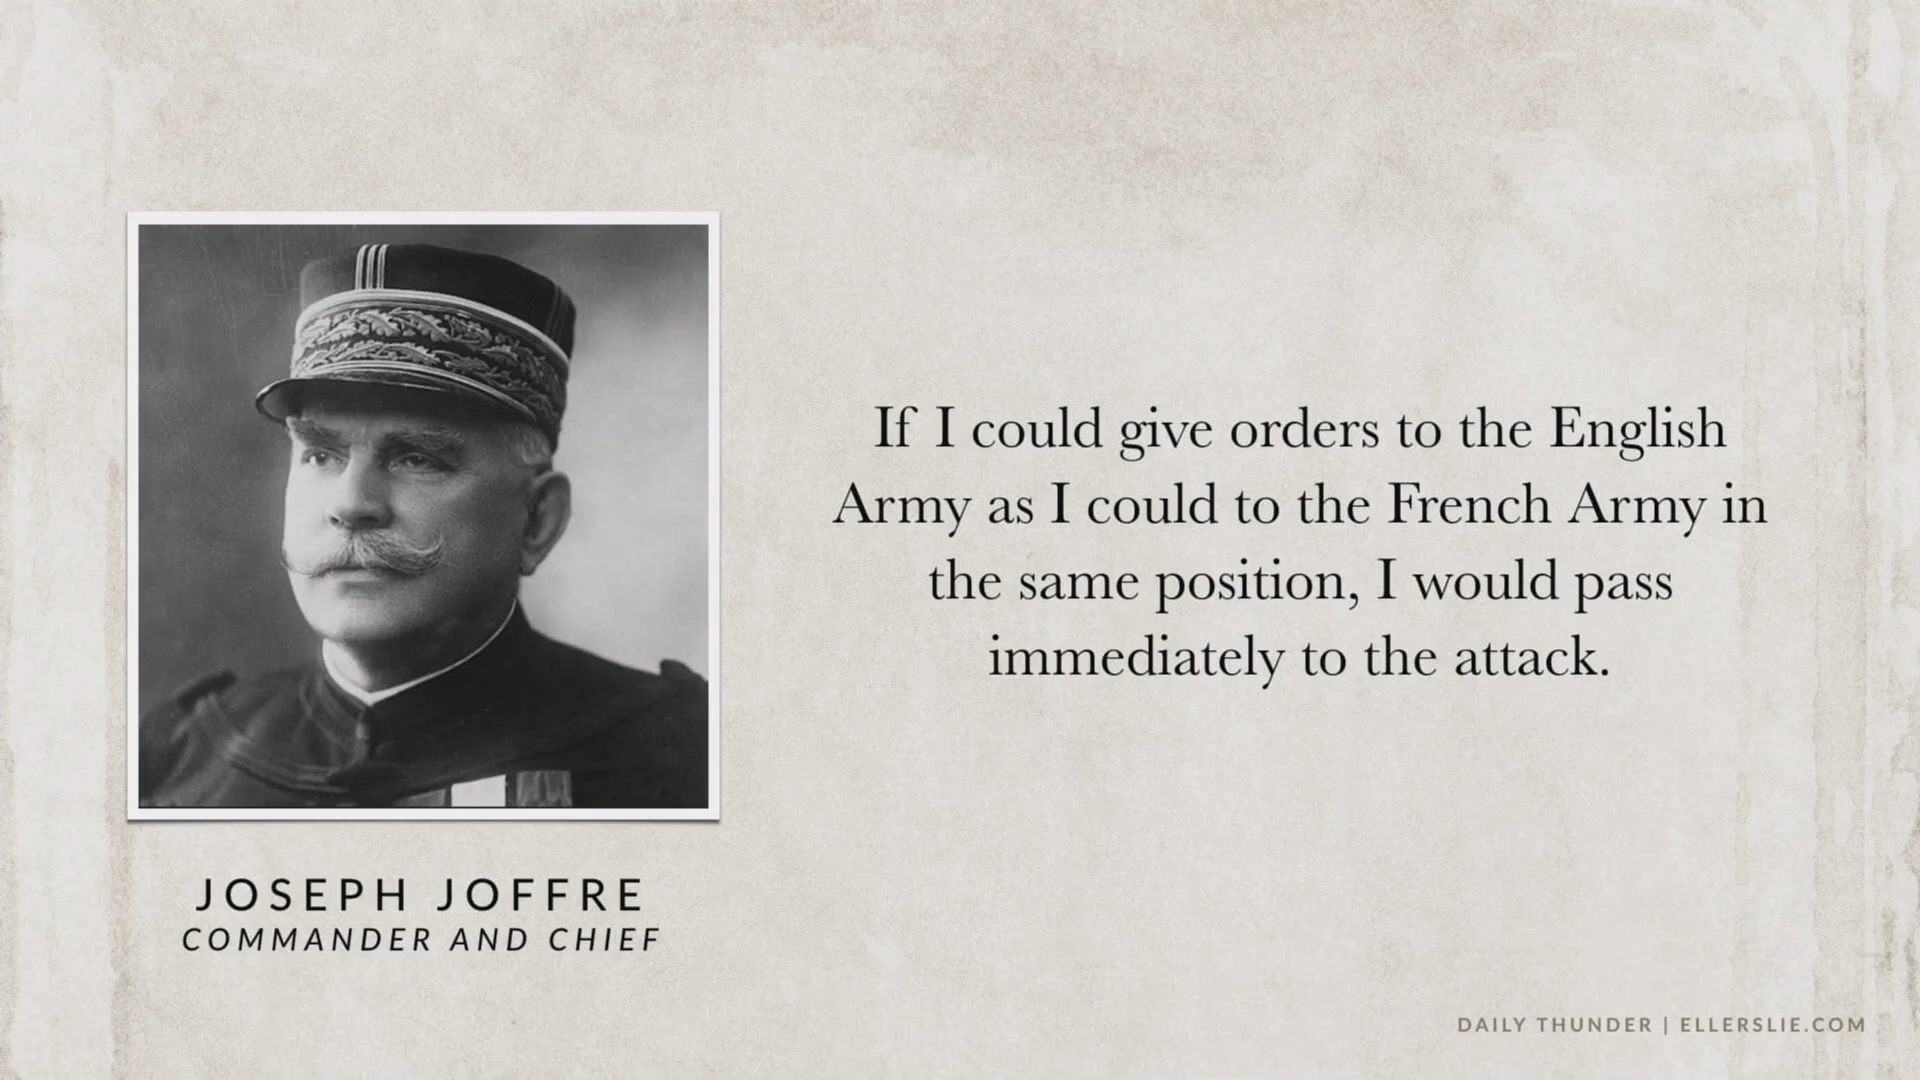 If I could give orders to the English
Army as I could to the French Army in
the same position, I would pass
immediately to the attack.
JOSEPH JOFFRE
COMMANDER AND CHIEF
DAILY THUNDER | ELLERSLIE.COM